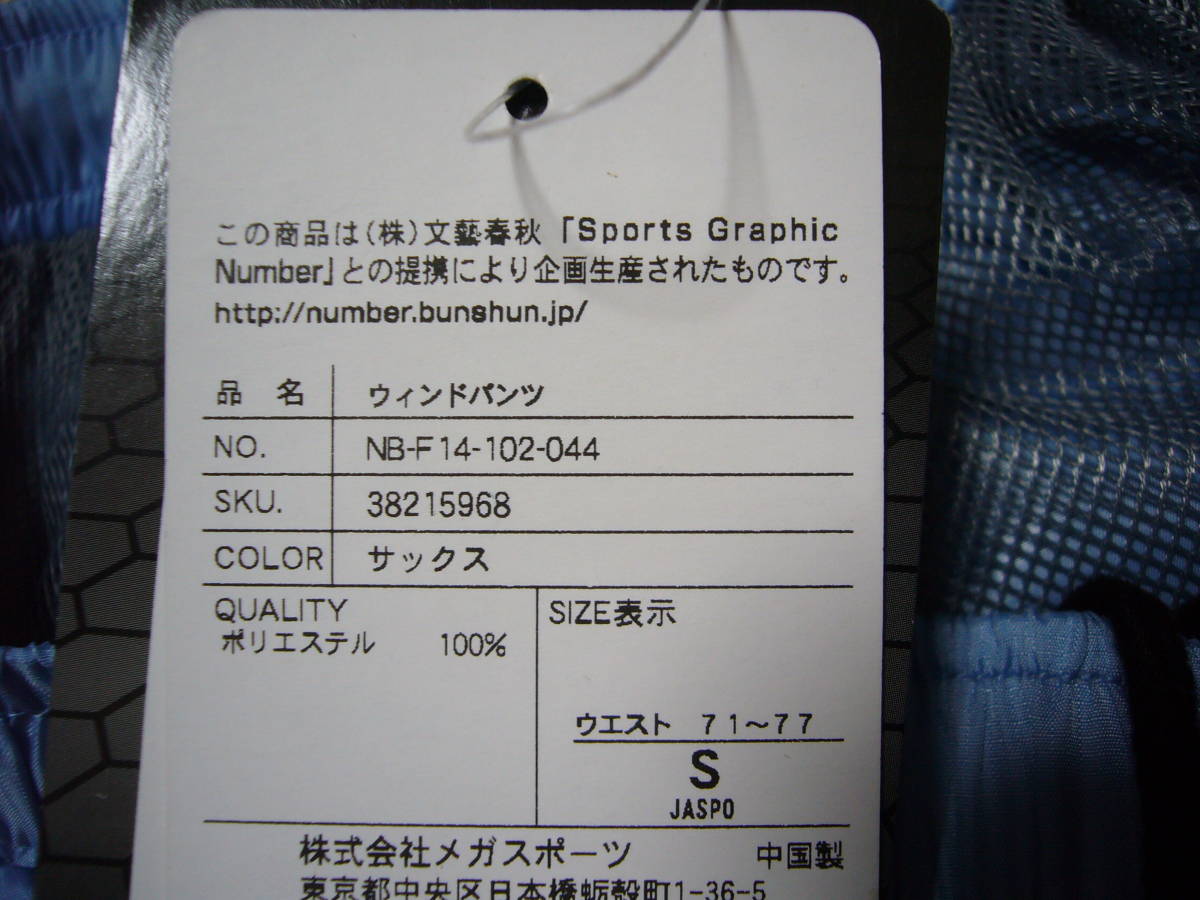 この商品は(株)文藝春秋「Sports Graphic
Number」との提携により企画生産されたものです。
http://number.bunshun.jp/
品 名 ウィンドパンツ
NO. NB-F14-102-044
SKU. 38215968
COLOR サックス
QUALITY
ポリエステル 100%
SIZE表示
ウエスト 71～77
S
JASPO
株式会社メガスポーツ 中国製
東京都中央区日本橋蛎殻町1-36-5